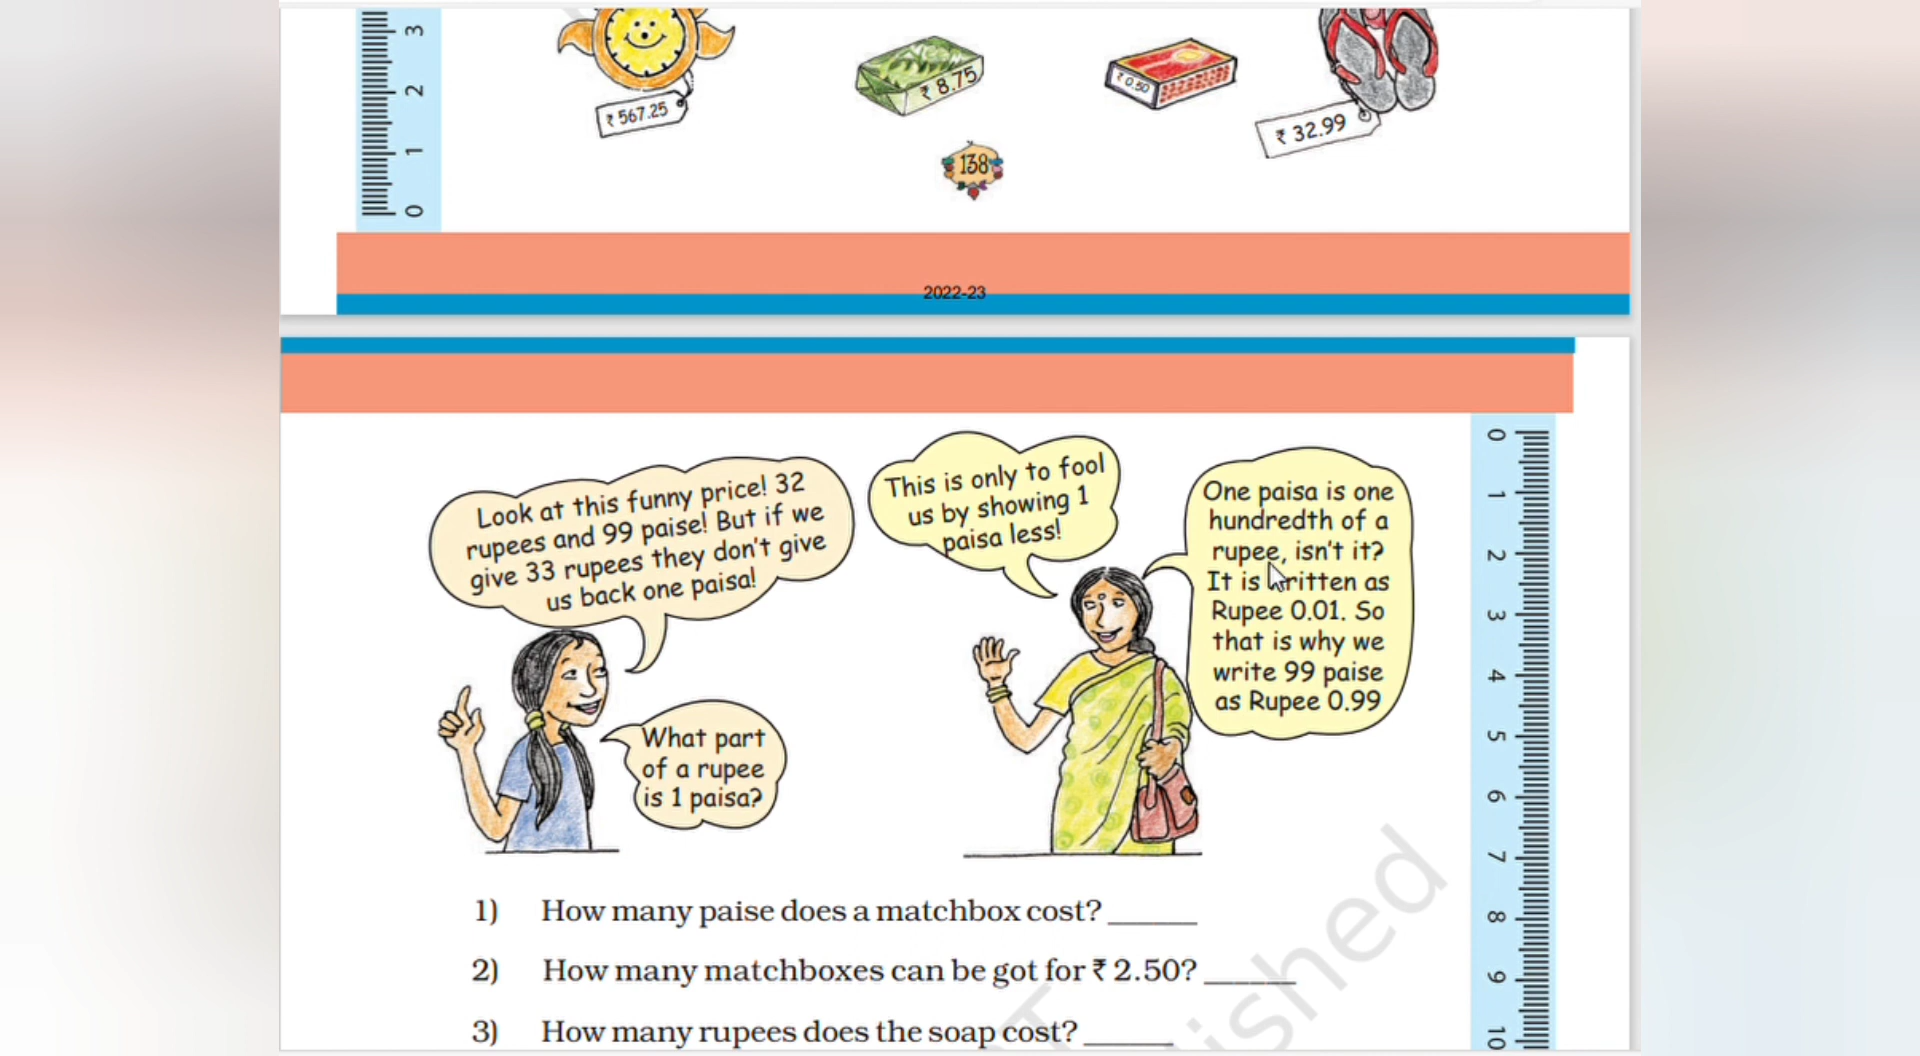 3
2
1
0
₹ 567.25
₹ 8.75
₹ 0.50
₹ 32.99
138
2022-23
Look at this funny price! 32
rupees and 99 paise! But if we
give 33 rupees they don't give
us back one paisa!
This is only to fool
us by showing 1
paisa less!
One paisa is one
hundredth of a
rupee, isn't it?
It is written as
Rupee 0.01. So
that is why we
write 99 paise
as Rupee 0.99
What part
of a rupee
is 1 paisa?
0
1
2
3
4
5
6
7
8
9
10
1) How many paise does a matchbox cost? ______
2) How many matchboxes can be got for ₹ 2.50? ______
3) How many rupees does the soap cost? ______